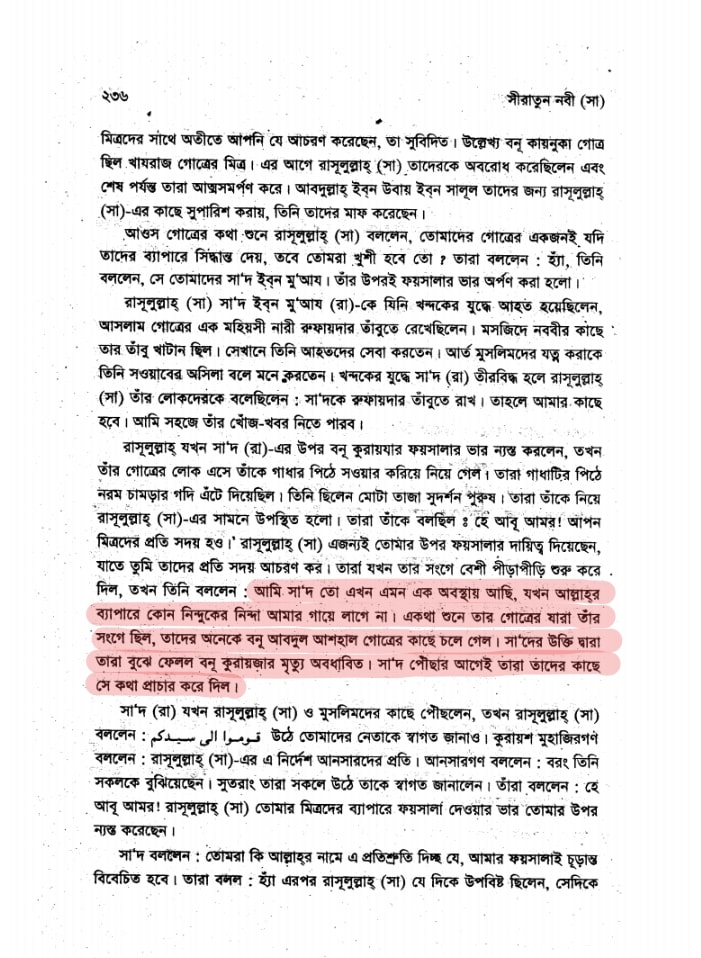 ২৩৬ সীরাতুন নবী (সা)
মিত্রদের সাথে অতীতে আপনি যে আচরণ করেছেন, তা সুবিদিত। উল্লেখ্য বনূ কায়নুকা গোত্র
ছিল খাযরাজ গোত্রের মিত্র। এর আগে রাসূলুল্লাহ্ (সা) তাদেরকে অবরোধ করেছিলেন এবং
শেষ পর্যন্ত তারা আত্মসমর্পণ করে। আবদুল্লাহ্ ইব্‌ন উবায় ইব্‌ন সালূল তাদের জন্য রাসূলুল্লাহ্
(সা)-এর কাছে সুপারিশ করায়, তিনি তাদের মাফ করেছেন।
আওস গোত্রের কথা শুনে রাসূলুল্লাহ্ (সা) বললেন, তোমাদের গোত্রের একজনই যদি
তাদের ব্যাপারে সিদ্ধান্ত দেয়, তবে তোমরা খুশী হবে তো ? তারা বললেন : হ্যাঁ, তিনি
বললেন, সে তোমাদের সা'দ ইব্‌ন মু'আয। তাঁর উপরই ফয়সালার ভার অর্পণ করা হলো।
রাসূলুল্লাহ্ (সা) সা'দ ইব্‌ন মু'আয (রা)-কে যিনি খন্দকের যুদ্ধে আহত হয়েছিলেন,
আসলাম গোত্রের এক মহিয়সী নারী রুফায়দার তাঁবুতে রেখেছিলেন। মসজিদে নববীর কাছে
তার তাঁবু খাটান ছিল। সেখানে তিনি আহতদের সেবা করতেন। আর্ত মুসলিমদের যত্ন করাকে
তিনি সওয়াবের অসিলা বলে মনে করতেন। খন্দকের যুদ্ধে সা'দ (রা) তীরবিদ্ধ হলে রাসূলুল্লাহ্
(সা) তাঁর লোকদেরকে বলেছিলেন : সা'দকে রুফায়দার তাঁবুতে রাখ। তাহলে আমার কাছে
হবে। আমি সহজে তাঁর খোঁজ-খবর নিতে পারব।
রাসূলুল্লাহ্ যখন সা'দ (রা)-এর উপর বনূ কুরায়যার ফয়সালার ভার ন্যস্ত করলেন, তখন
তাঁর গোত্রের লোক এসে তাঁকে গাধার পিঠে সওয়ার করিয়ে নিয়ে গেল। তারা গাধাটির পিঠে
নরম চামড়ার গদি এঁটে দিয়েছিল। তিনি ছিলেন মোটা তাজা সুদর্শন পুরুষ। তারা তাঁকে নিয়ে
রাসূলুল্লাহ্ (সা)-এর সামনে উপস্থিত হলো। তারা তাঁকে বলছিল : হে আবূ আমর! আপন
মিত্রদের প্রতি সদয় হও।' রাসূলুল্লাহ্ (সা) এজন্যই তোমার উপর ফয়সালার দায়িত্ব দিয়েছেন,
যাতে তুমি তাদের প্রতি সদয় আচরণ কর। তারা যখন তার সংগে বেশী পীড়াপীড়ি শুরু করে
দিল, তখন তিনি বললেন : আমি সা'দ তো এখন এমন এক অবস্থায় আছি, যখন আল্লাহর
ব্যাপারে কোন নিন্দুকের নিন্দা আমার গায়ে লাগে না। একথা শুনে তার গোত্রের যারা তাঁর
সংগে ছিল, তাদের অনেকে বনূ আবদুল আশহাল গোত্রের কাছে চলে গেল। সা'দের উক্তি দ্বারা
তারা বুঝে ফেলল বনূ কুরায়জার মৃত্যু অবধারিত। সা'দ পৌছার আগেই তারা তাদের কাছে
সে কথা প্রাচার করে দিল।
সা'দ (রা) যখন রাসূলুল্লাহ্ (সা) ও মুসলিমদের কাছে পৌছলেন, তখন রাসূলুল্লাহ্ (সা)
বললেন : قوموا الى سيدكم উঠে তোমাদের নেতাকে স্বাগত জানাও। কুরায়শ মুহাজিরগণ
বললেন : রাসূলুল্লাহ্ (সা)-এর এ নির্দেশ আনসারদের প্রতি। আনসারগণ বললেন : বরং তিনি
সকলকে বুঝিয়েছেন। সুতরাং তারা সকলে উঠে তাকে স্বাগত জানালেন। তাঁরা বললেন : হে
আবূ আমর! রাসূলুল্লাহ্ (সা) তোমার মিত্রদের ব্যাপারে ফয়সালা দেওয়ার ভার তোমার উপর
ন্যস্ত করেছেন।
সা'দ বললেন : তোমরা কি আল্লাহ্‌র নামে এ প্রতিশ্রুতি দিচ্ছ যে, আমার ফয়সালাই চূড়ান্ত
বিবেচিত হবে। তারা বলল : হ্যাঁ এরপর রাসূলুল্লাহ্ (সা) যে দিকে উপবিষ্ট ছিলেন, সেদিকে